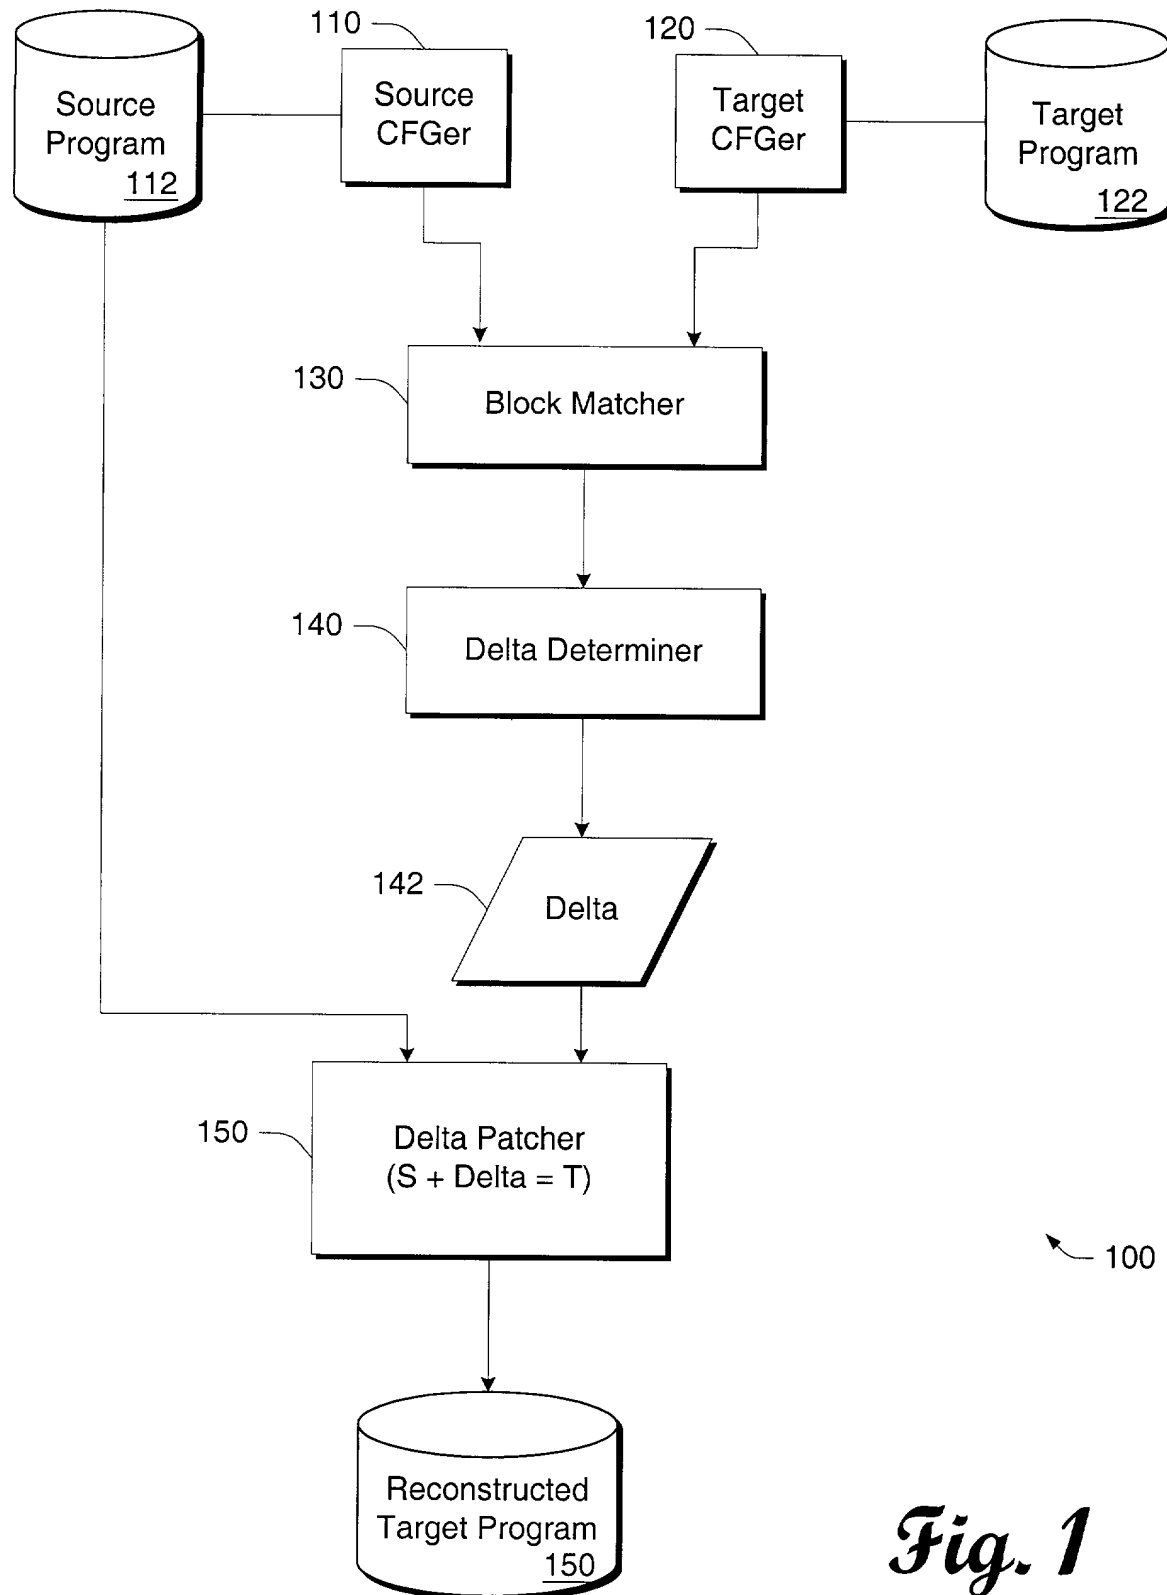 110
120
Source
Program
112
Source
CFGer
Target
CFGer
Target
Program
122
130
Block Matcher
140
Delta Determiner
142
Delta
150
Delta Patcher
(S + Delta = T)
100
Reconstructed
Target Program
150
Fig. 1